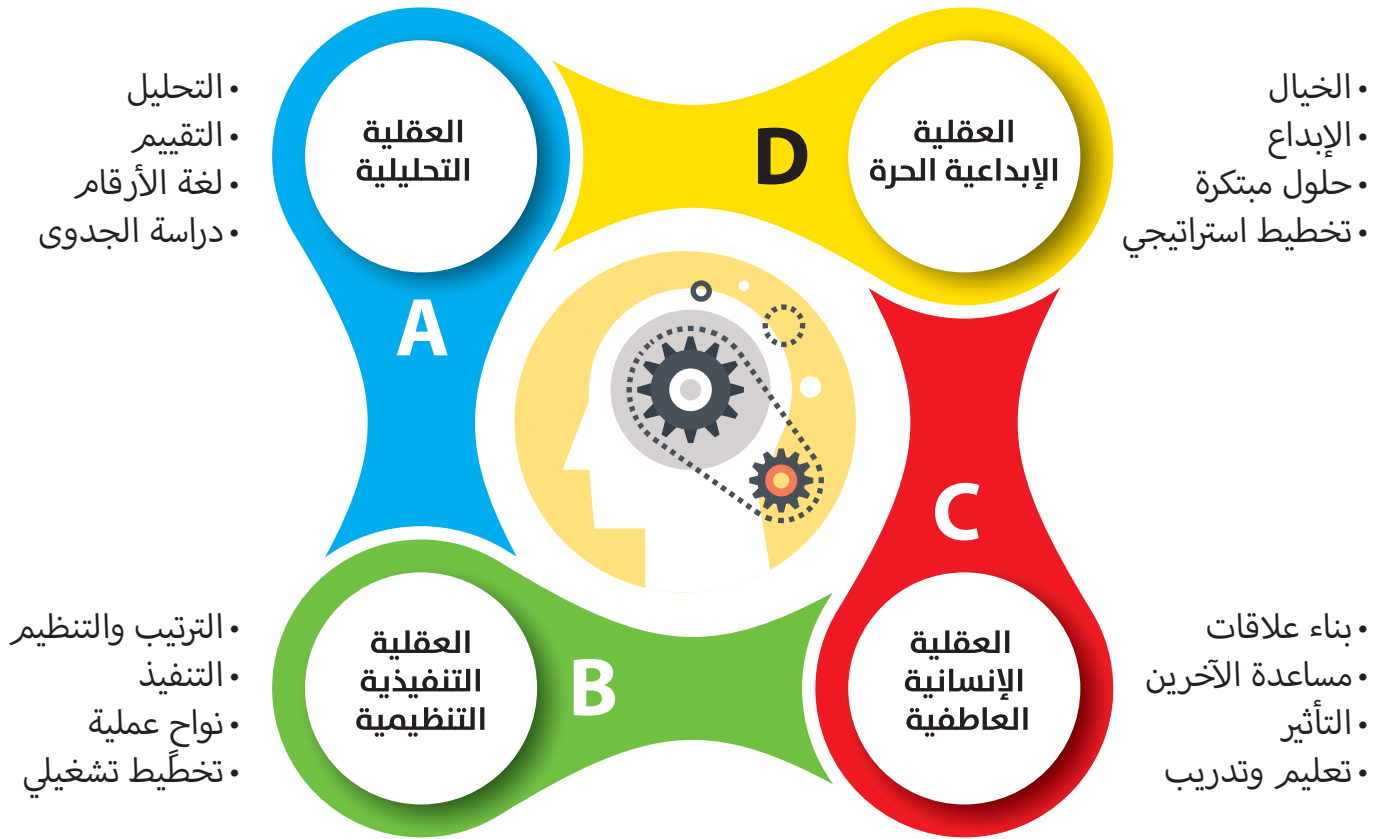 العقلية
التحليلية
A
• التحليل
• التقييم
• لغة الأرقام
• دراسة الجدوى
العقلية
الإبداعية الحرة
D
• الخيال
• الإبداع
• حلول مبتكرة
• تخطيط استراتيجي
العقلية
التنفيذية
التنظيمية
B
• الترتيب والتنظيم
• التنفيذ
• نواحٍ عملية
• تخطيط تشغيلي
العقلية
الإنسانية
العاطفية
C
• بناء علاقات
• مساعدة الآخرين
• التأثير
• تعليم وتدريب